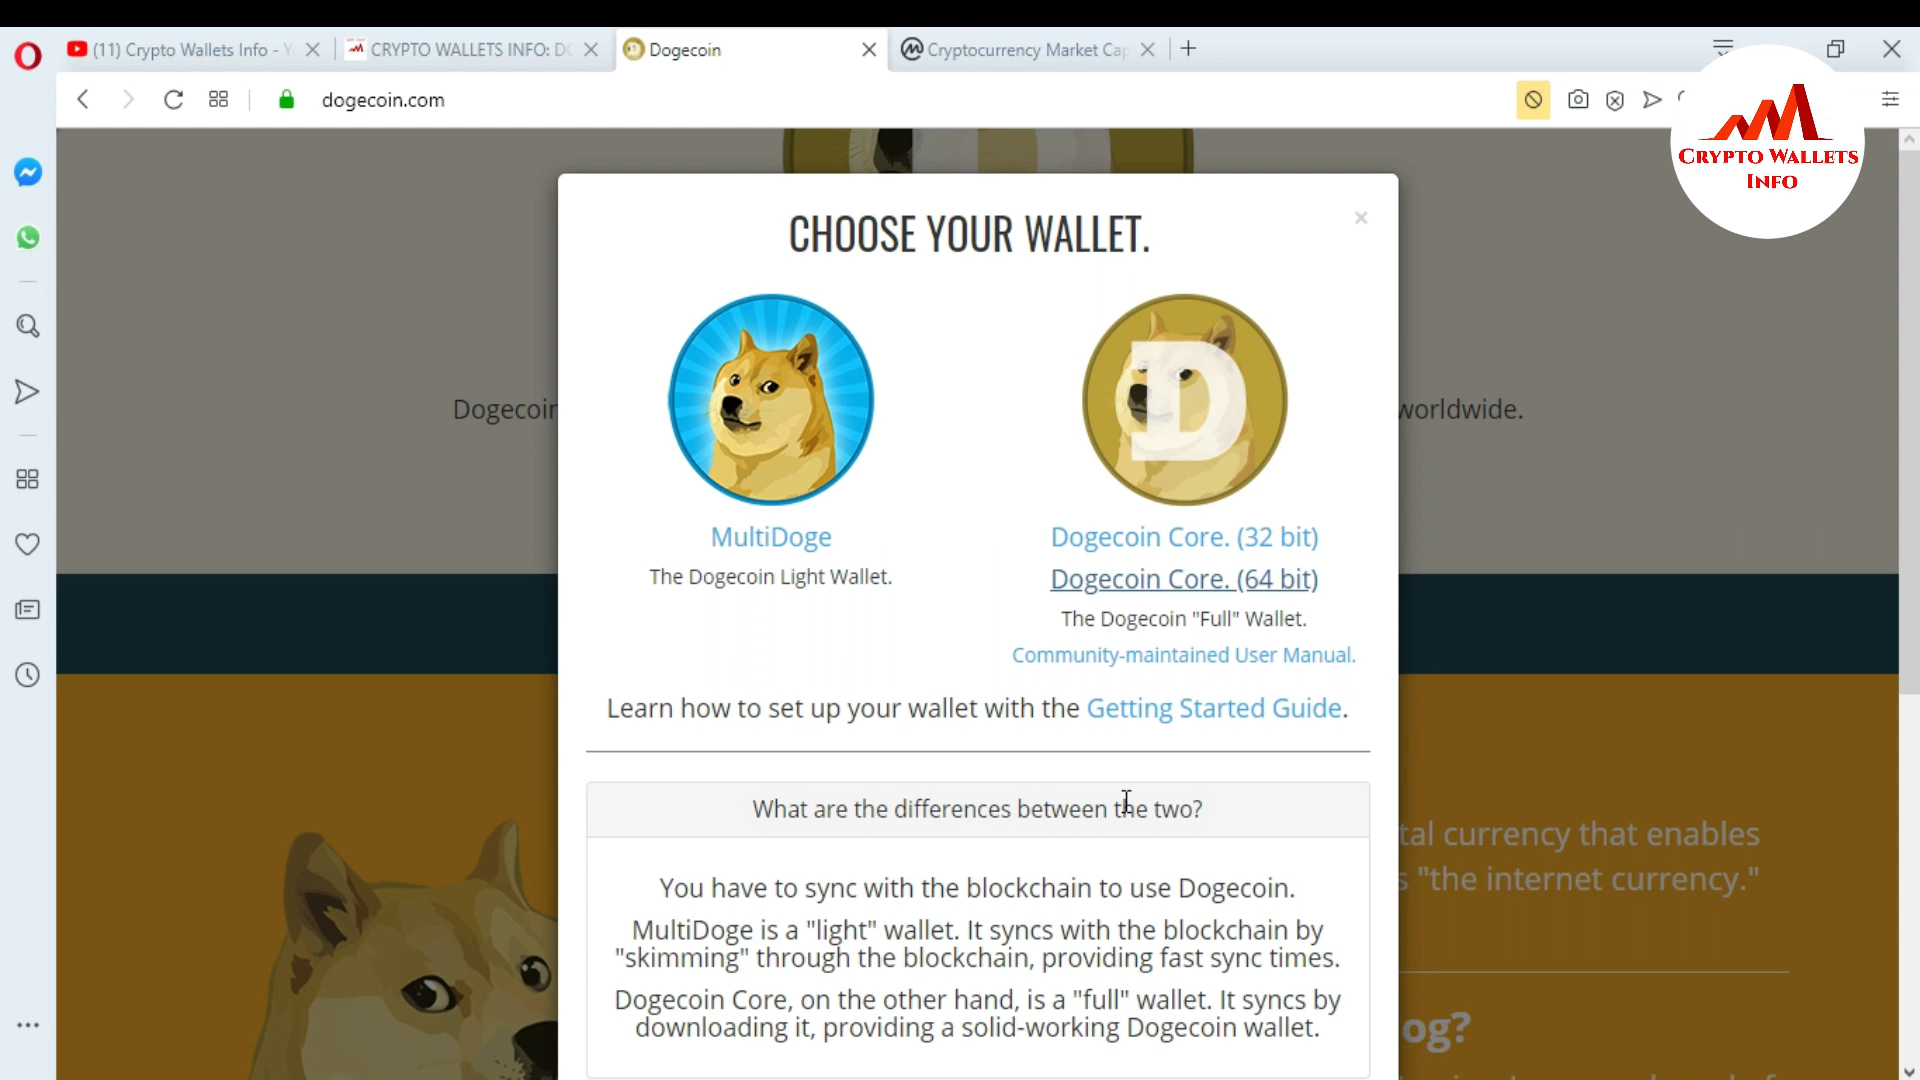 (11) Crypto Wallets Info - Y
CRYPTO WALLETS INFO: DO
Dogecoin
Cryptocurrency Market Cap
dogecoin.com
CRYPTO WALLETS
INFO
CHOOSE YOUR WALLET.
D
MultiDoge
The Dogecoin Light Wallet.
Dogecoin Core. (32 bit)
Dogecoin Core. (64 bit)
The Dogecoin "Full" Wallet.
Community-maintained User Manual.
Dogecoin
worldwide.
Learn how to set up your wallet with the Getting Started Guide.
What are the differences between the two?
You have to sync with the blockchain to use Dogecoin.
MultiDoge is a "light" wallet. It syncs with the blockchain by
"skimming" through the blockchain, providing fast sync times.
Dogecoin Core, on the other hand, is a "full" wallet. It syncs by
downloading it, providing a solid-working Dogecoin wallet.
tal currency that enables
s "the internet currency."
og?